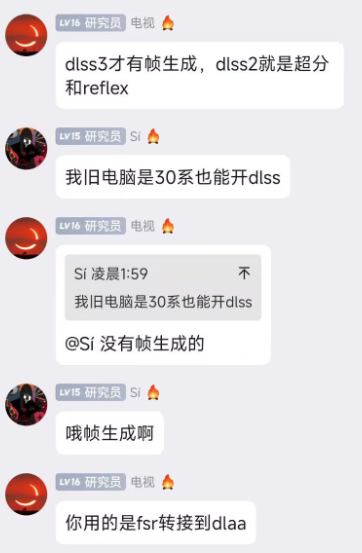 LV16 研究员 电视
dlss3才有帧生成，dlss2就是超分
和reflex
LV15 研究员 Sí
我旧电脑是30系也能开dlss
LV16 研究员 电视
Sí 凌晨1:59
我旧电脑是30系也能开dlss
@Sí 没有帧生成的
LV15 研究员 Sí
哦帧生成啊
LV16 研究员 电视
你用的是fsr转接到dlaa